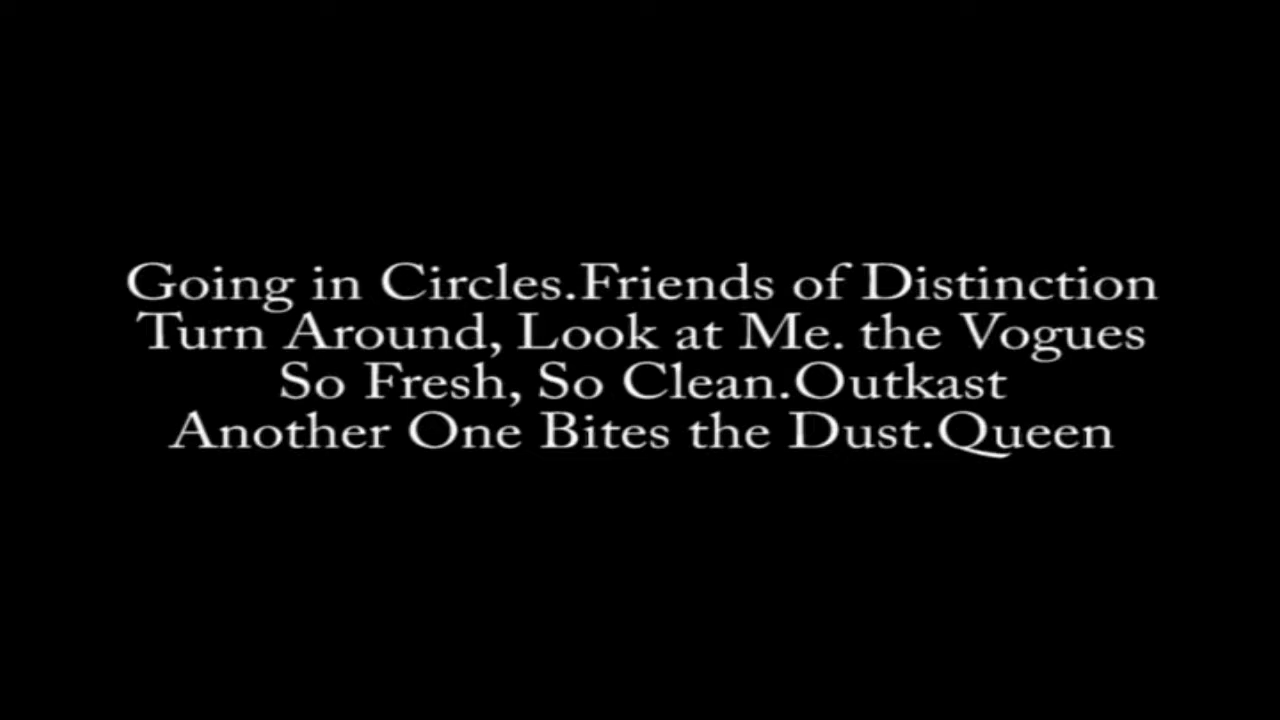 Going in Circles.Friends of Distinction
Turn Around, Look at Me. the Vogues
So Fresh, So Clean.Outkast
Another One Bites the Dust.Queen